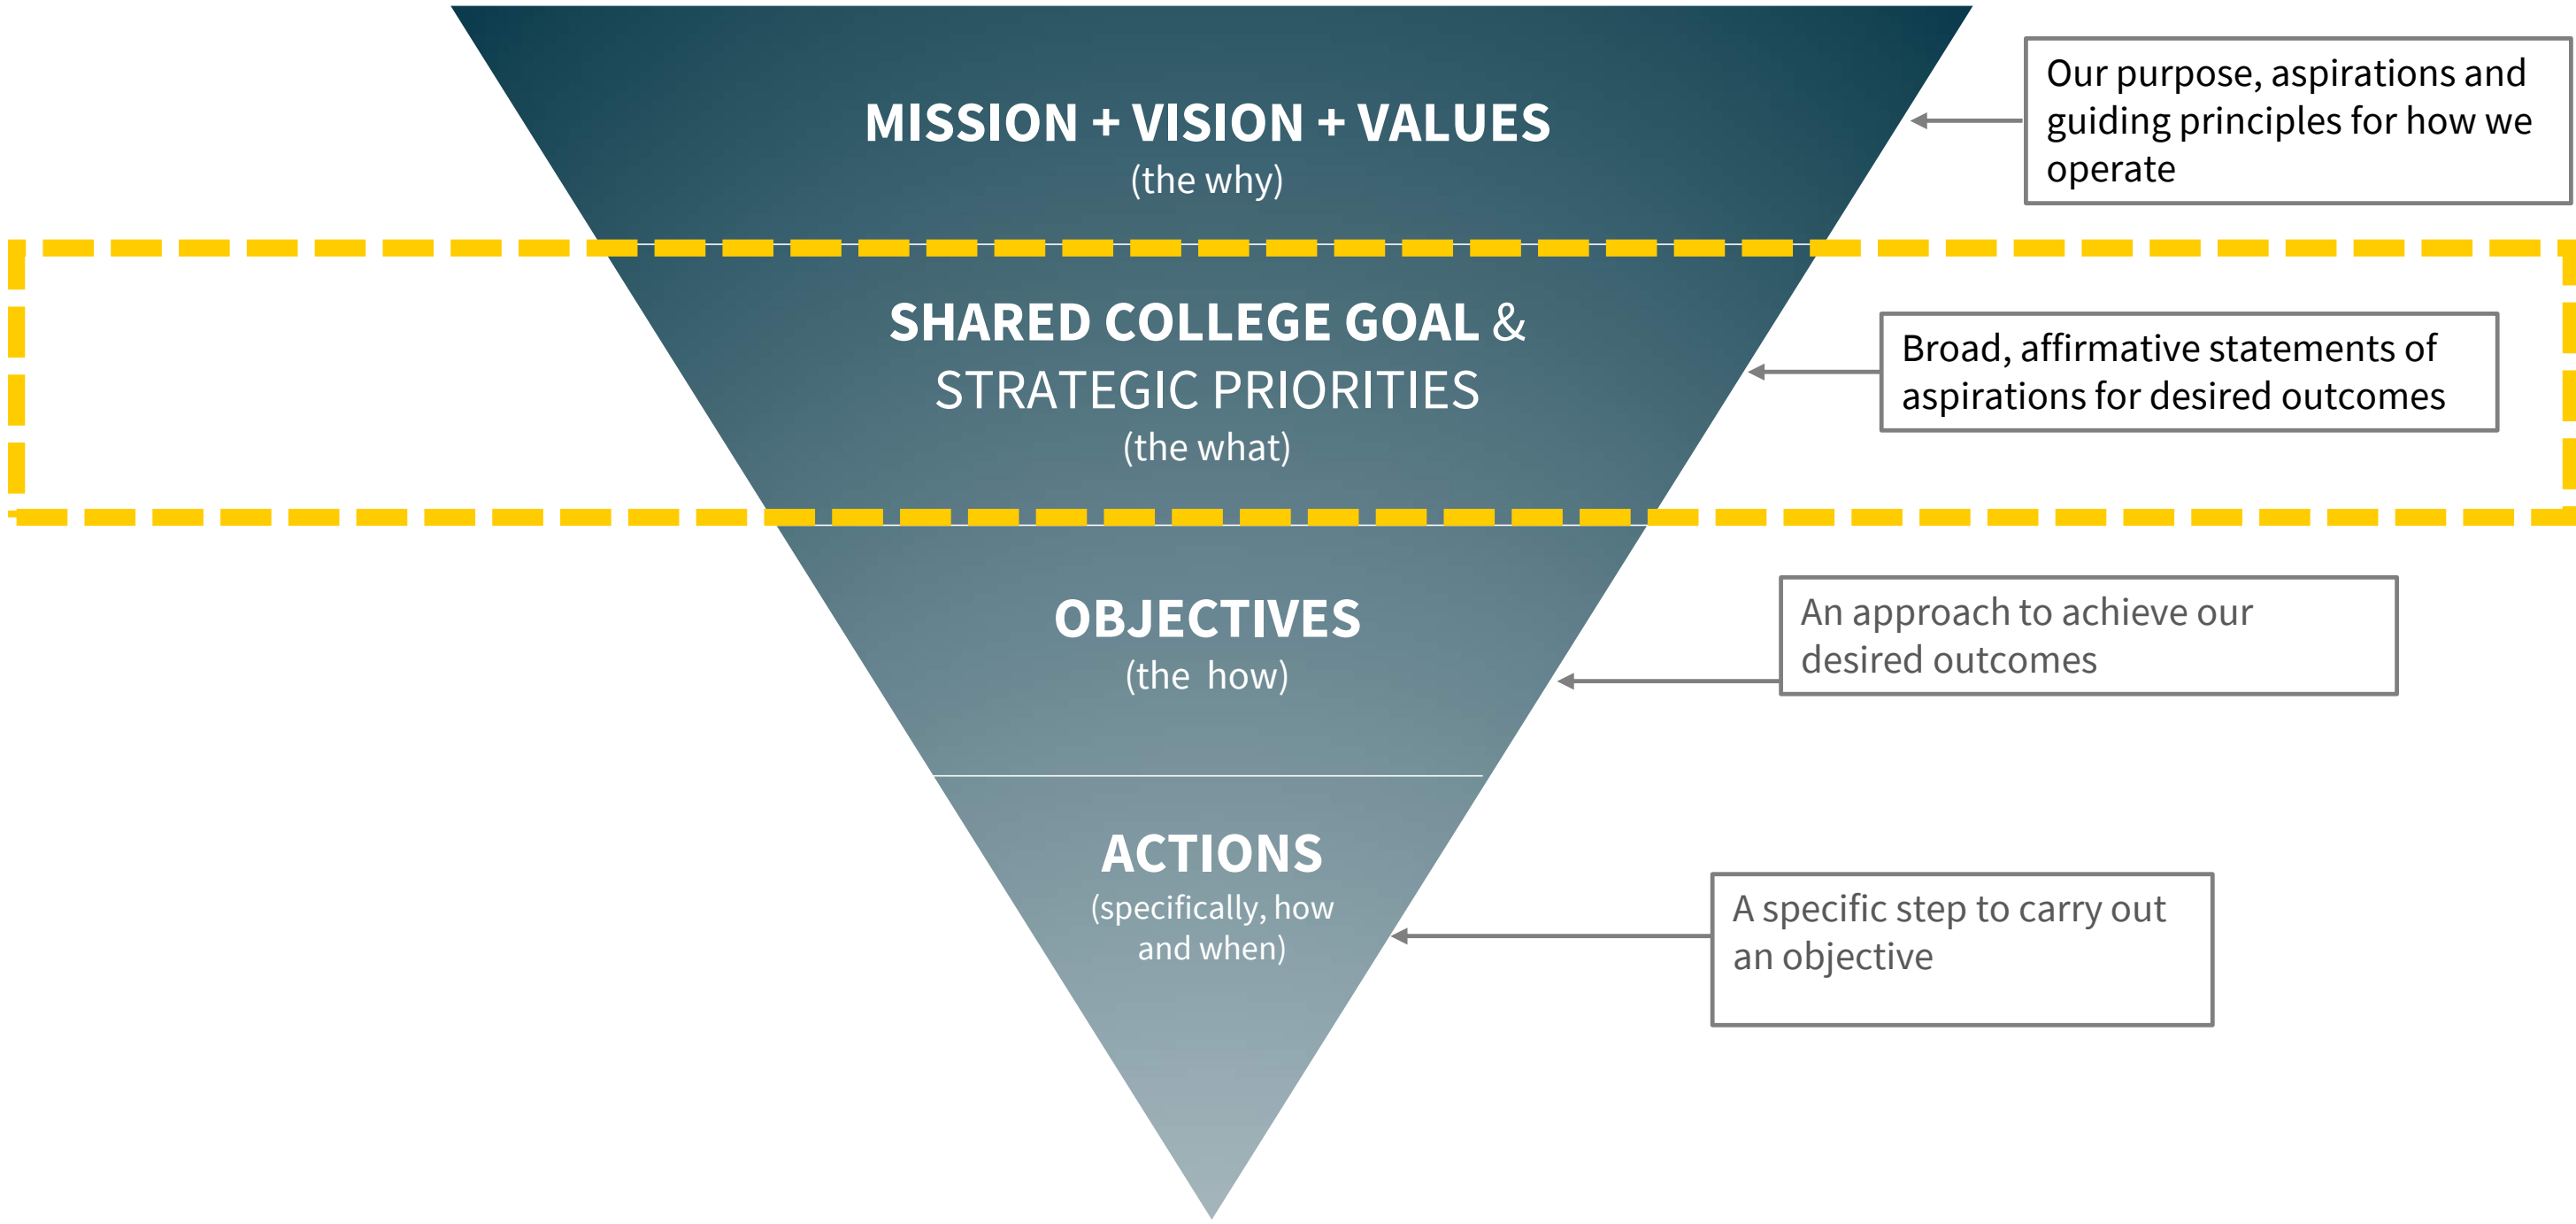 MISSION + VISION + VALUES
(the why)
Our purpose, aspirations and
guiding principles for how we
operate
SHARED COLLEGE GOAL &
STRATEGIC PRIORITIES
(the what)
Broad, affirmative statements of
aspirations for desired outcomes
OBJECTIVES
(the  how)
An approach to achieve our
desired outcomes
ACTIONS
(specifically, how
and when)
A specific step to carry out
an objective